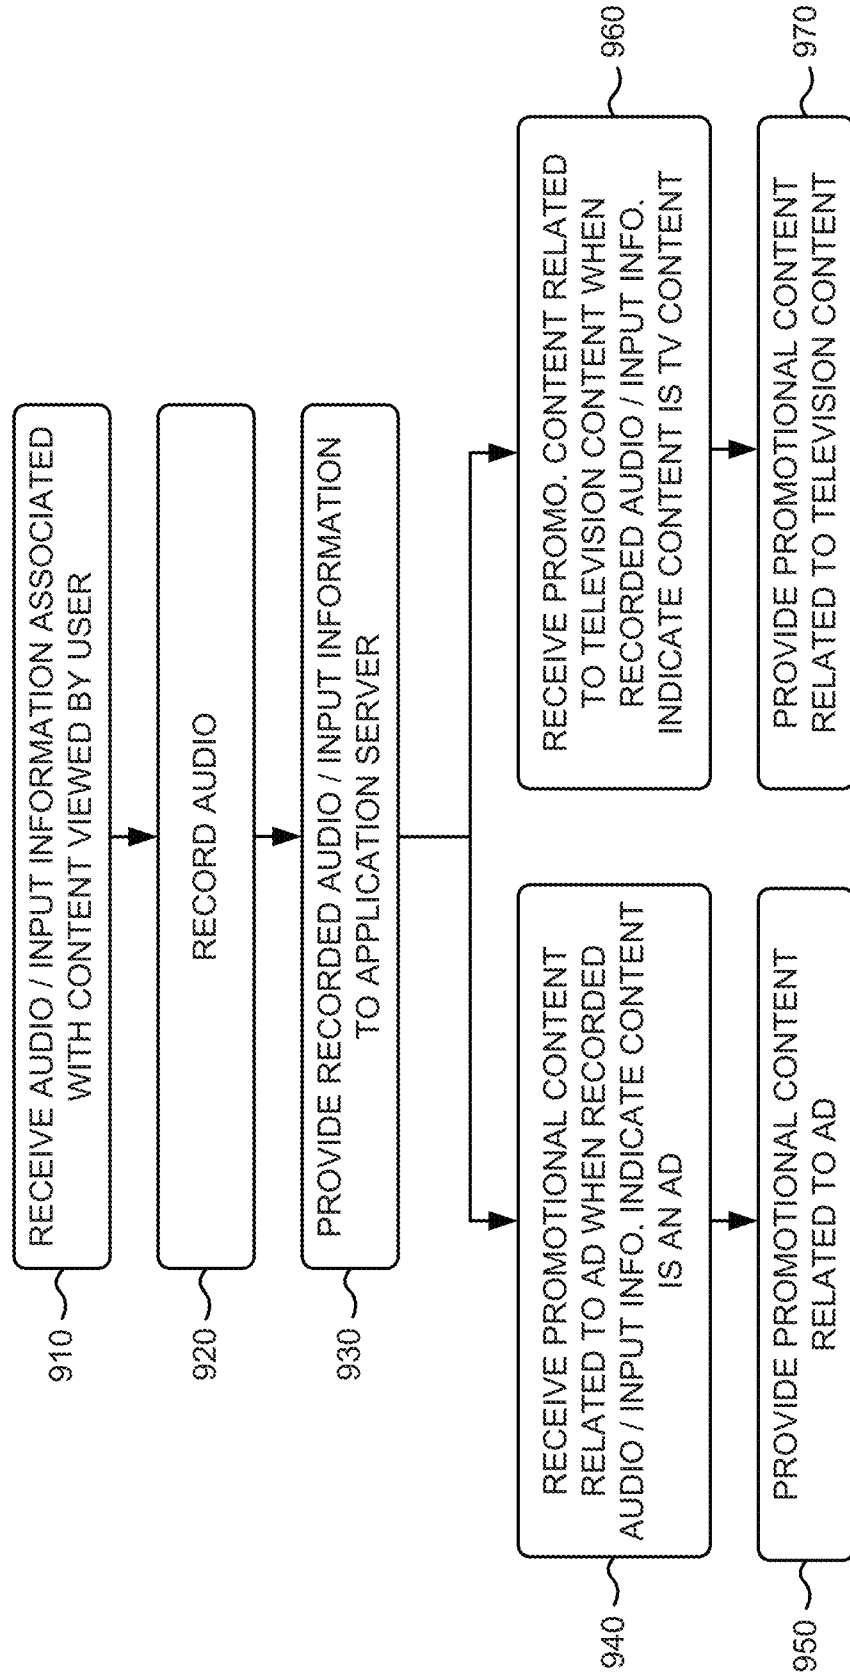 910
RECEIVE AUDIO / INPUT INFORMATION ASSOCIATED
WITH CONTENT VIEWED BY USER
920
RECORD AUDIO
930
PROVIDE RECORDED AUDIO / INPUT INFORMATION
TO APPLICATION SERVER
940
RECEIVE PROMOTIONAL CONTENT
RELATED TO AD WHEN RECORDED
AUDIO / INPUT INFO. INDICATE CONTENT
IS AN AD
950
PROVIDE PROMOTIONAL CONTENT
RELATED TO AD
960
RECEIVE PROMO. CONTENT RELATED
TO TELEVISION CONTENT WHEN
RECORDED AUDIO / INPUT INFO.
INDICATE CONTENT IS TV CONTENT
970
PROVIDE PROMOTIONAL CONTENT
RELATED TO TELEVISION CONTENT